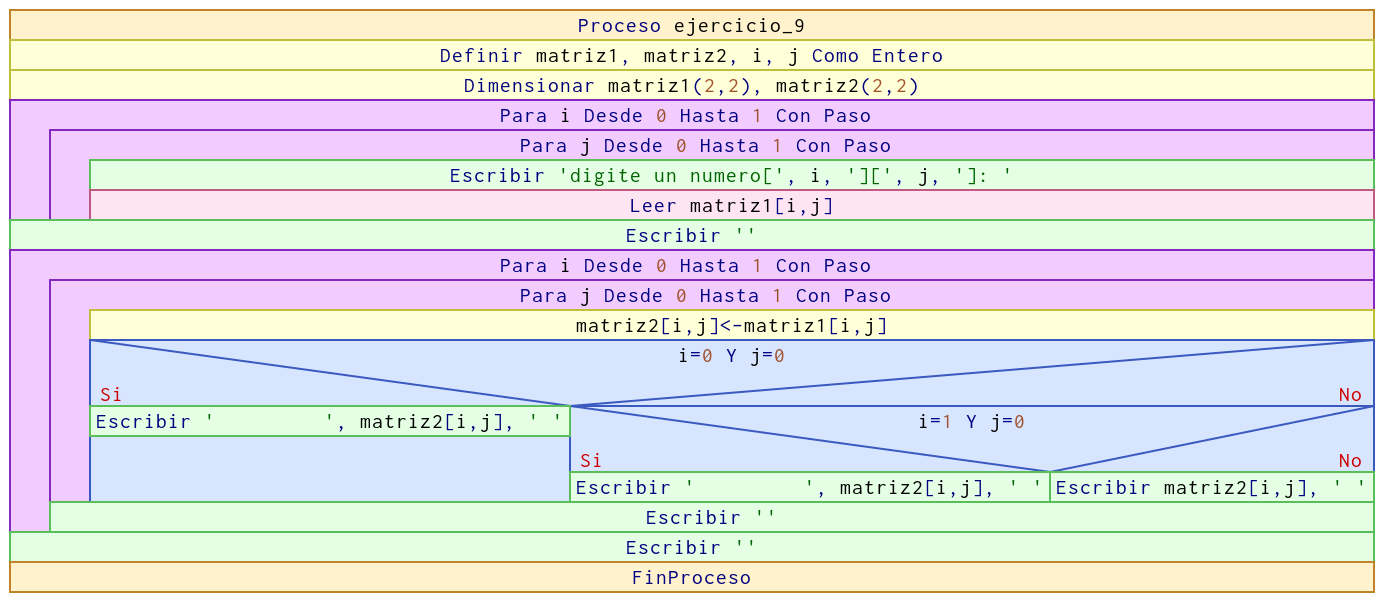 Proceso ejercicio_9
Definir matriz1, matriz2, i, j Como Entero
Dimensionar matriz1(2,2), matriz2(2,2)
Para i Desde 0 Hasta 1 Con Paso
Para j Desde 0 Hasta 1 Con Paso
Escribir 'digite un numero[', i, '][', j, ']: '
Leer matriz1[i,j]
Escribir ''
Para i Desde 0 Hasta 1 Con Paso
Para j Desde 0 Hasta 1 Con Paso
matriz2[i,j]<-matriz1[i,j]
i=0 Y j=0
Si No
Escribir '         ', matriz2[i,j], ' '
i=1 Y j=0
Si No
Escribir '         ', matriz2[i,j], ' '
Escribir matriz2[i,j], ' '
Escribir ''
Escribir ''
FinProceso